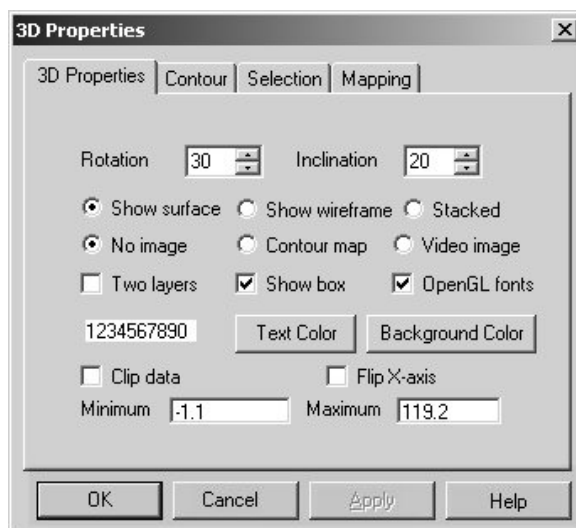 3D Properties
3D Properties Contour Selection Mapping
Rotation 30 Inclination 20
Show surface Show wireframe Stacked
No image Contour map Video image
Two layers Show box OpenGL fonts
1234567890 Text Color Background Color
Clip data Flip X-axis
Minimum -1.1 Maximum 119.2
OK Cancel Apply Help